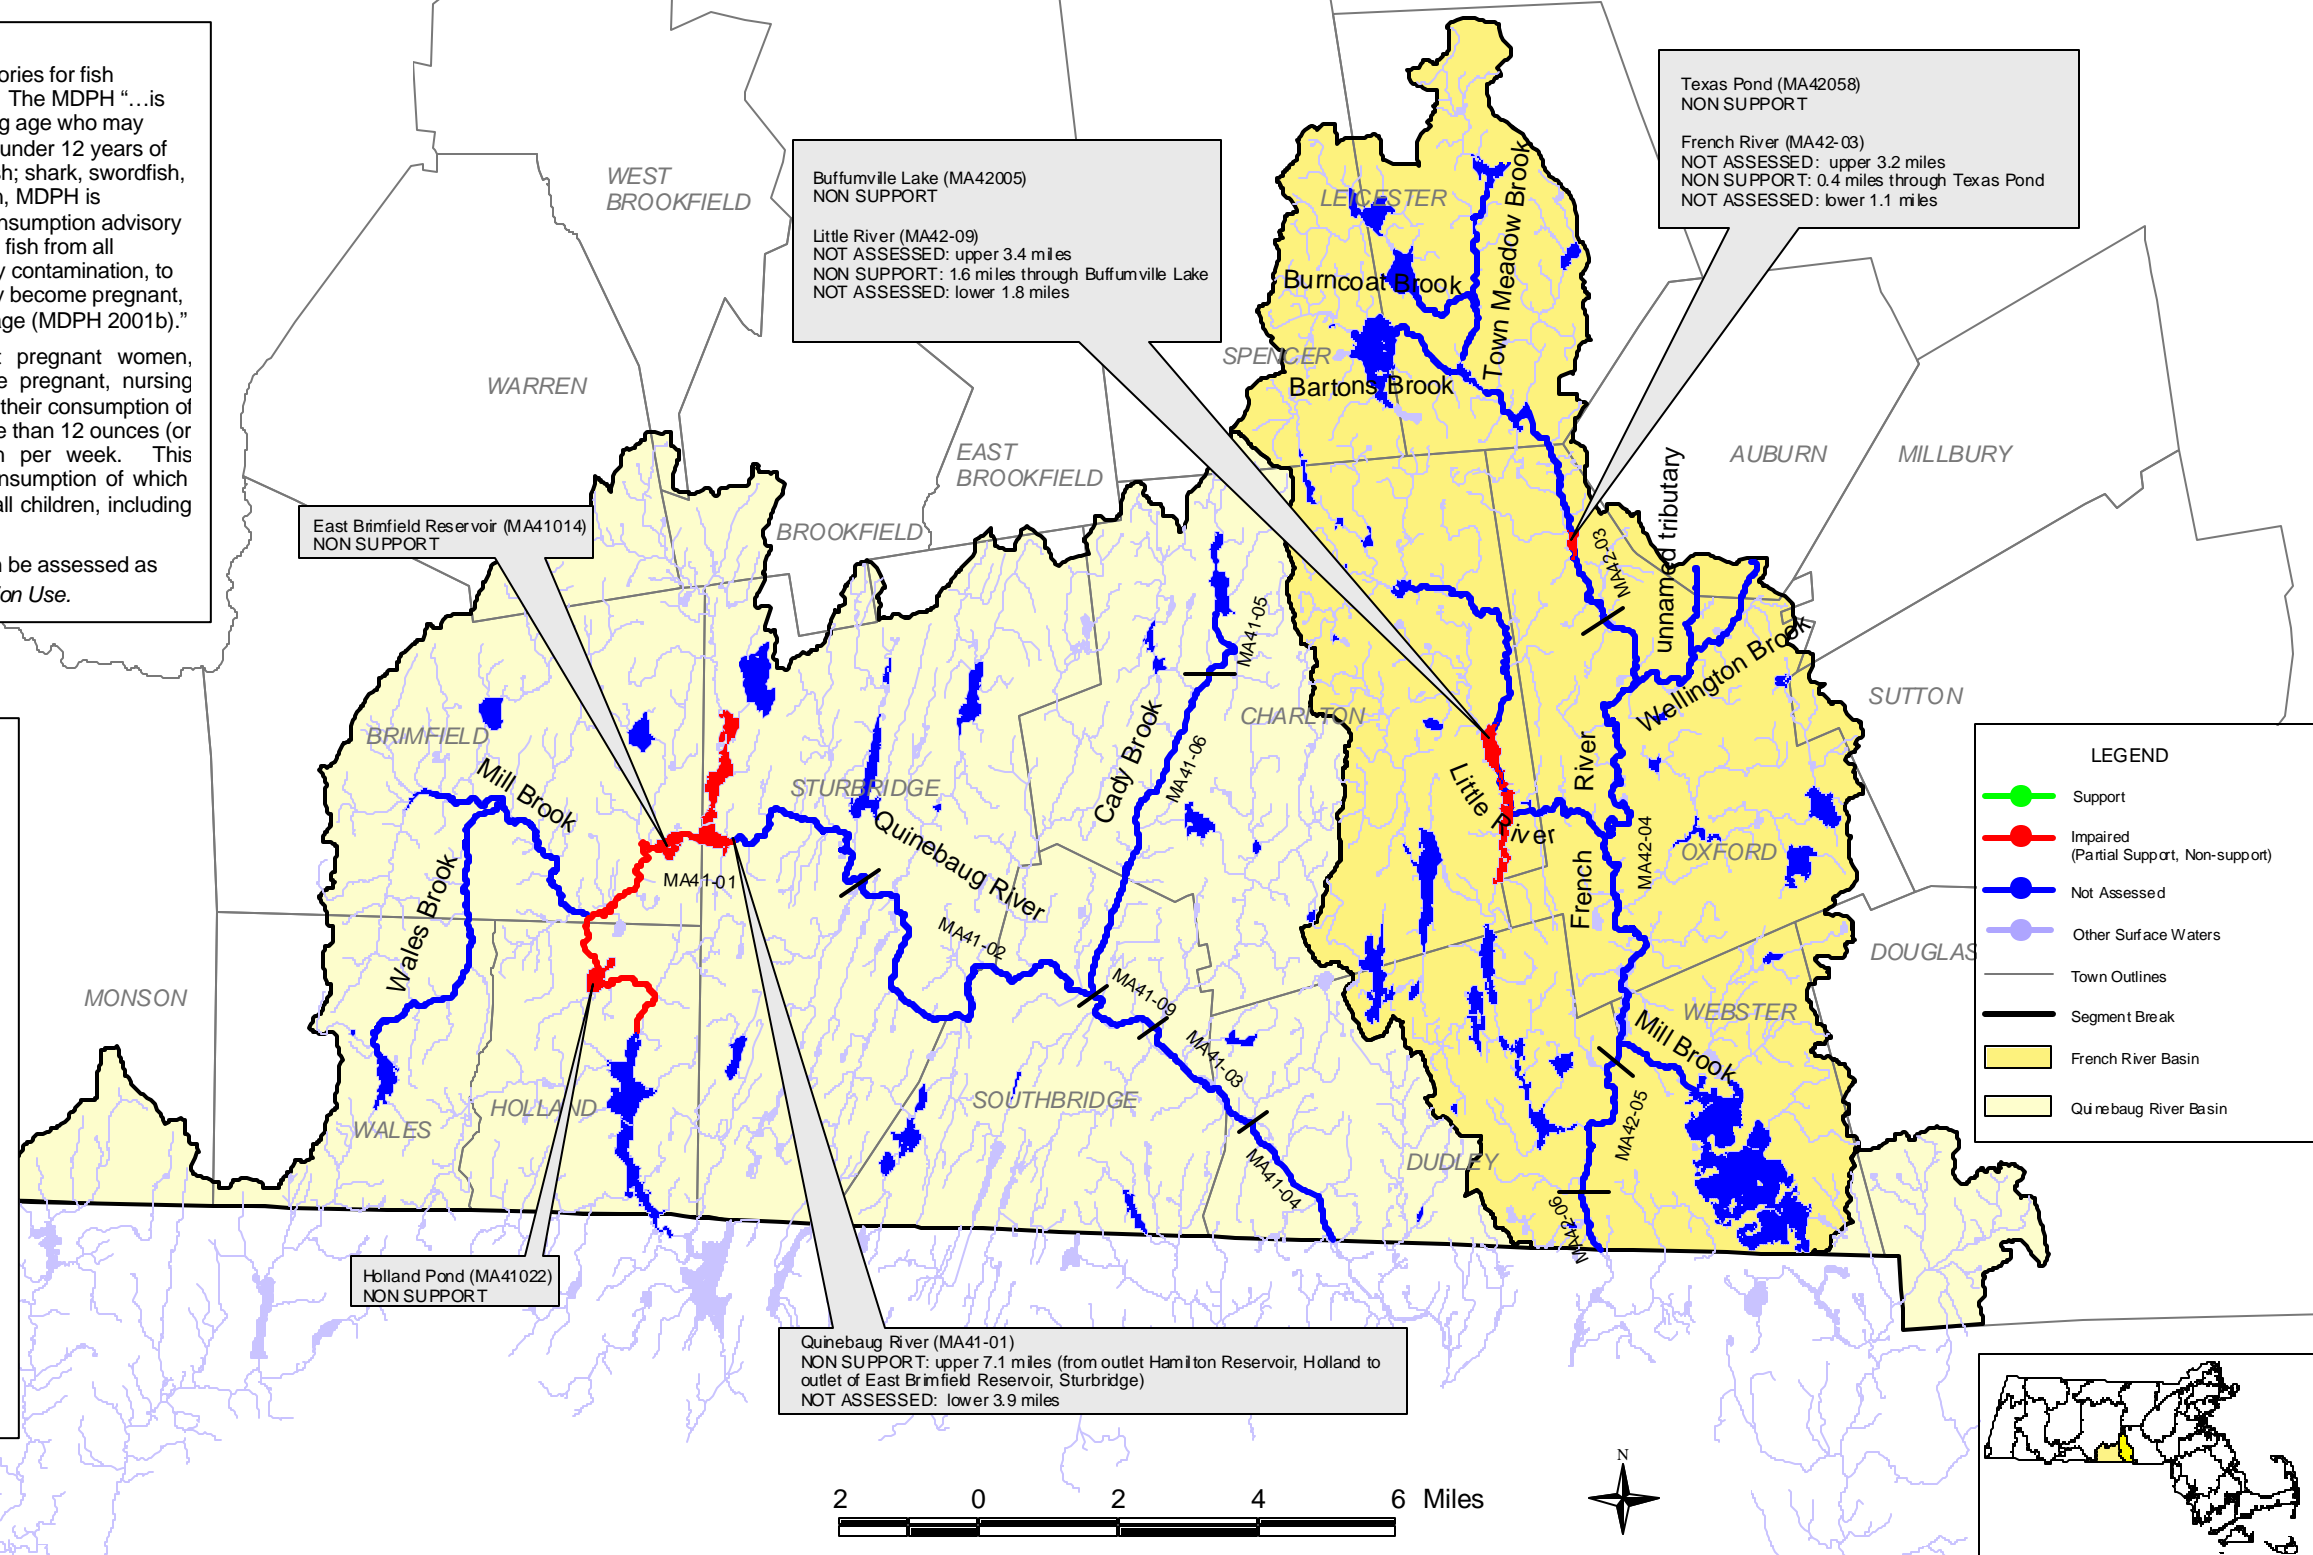 ories for fish
The MDPH “…is
g age who may
under 12 years of
sh; shark, swordfish,
n, MDPH is
nsumption advisory
fish from all
y contamination, to
y become pregnant,
age (MDPH 2001b).”
t pregnant women,
e pregnant, nursing
their consumption of
e than 12 ounces (or
n per week. This
nsumption of which
all children, including
n be assessed as
ion Use.
Texas Pond (MA42058)
NON SUPPORT
French River (MA42-03)
NOT ASSESSED: upper 3.2 miles
NON SUPPORT: 0.4 miles through Texas Pond
NOT ASSESSED: lower 1.1 miles
Buffumville Lake (MA42005)
NON SUPPORT
Little River (MA42-09)
NOT ASSESSED: upper 3.4 miles
NON SUPPORT: 1.6 miles through Buffumville Lake
NOT ASSESSED: lower 1.8 miles
East Brimfield Reservoir (MA41014)
NON SUPPORT
Holland Pond (MA41022)
NON SUPPORT
Quinebaug River (MA41-01)
NON SUPPORT: upper 7.1 miles (from outlet Hamilton Reservoir, Holland to
outlet of East Brimfield Reservoir, Sturbridge)
NOT ASSESSED: lower 3.9 miles
WEST
BROOKFIELD
WARREN
EAST
BROOKFIELD
BROOKFIELD
LEICESTER
SPENCER
AUBURN
MILLBURY
SUTTON
BRIMFIELD
STURBRIDGE
CHARLTON
OXFORD
DOUGLAS
MONSON
WEBSTER
WALES
HOLLAND
SOUTHBRIDGE
DUDLEY
Town Meadow Brook
Burncoat Brook
Bartons Brook
unnamed tributary
Wellington Brook
Little River
French River
Mill Brook
Mill Brook
Wales Brook
Quinebaug River
Cady Brook
MA42-03
MA42-04
MA42-05
MA42-06
MA41-05
MA41-06
MA41-01
MA41-02
MA41-09
MA41-03
MA41-04
LEGEND
Support
Impaired
(Partial Support, Non-support)
Not Assessed
Other Surface Waters
Town Outlines
Segment Break
French River Basin
Quinebaug River Basin
2 0 2 4 6 Miles
N